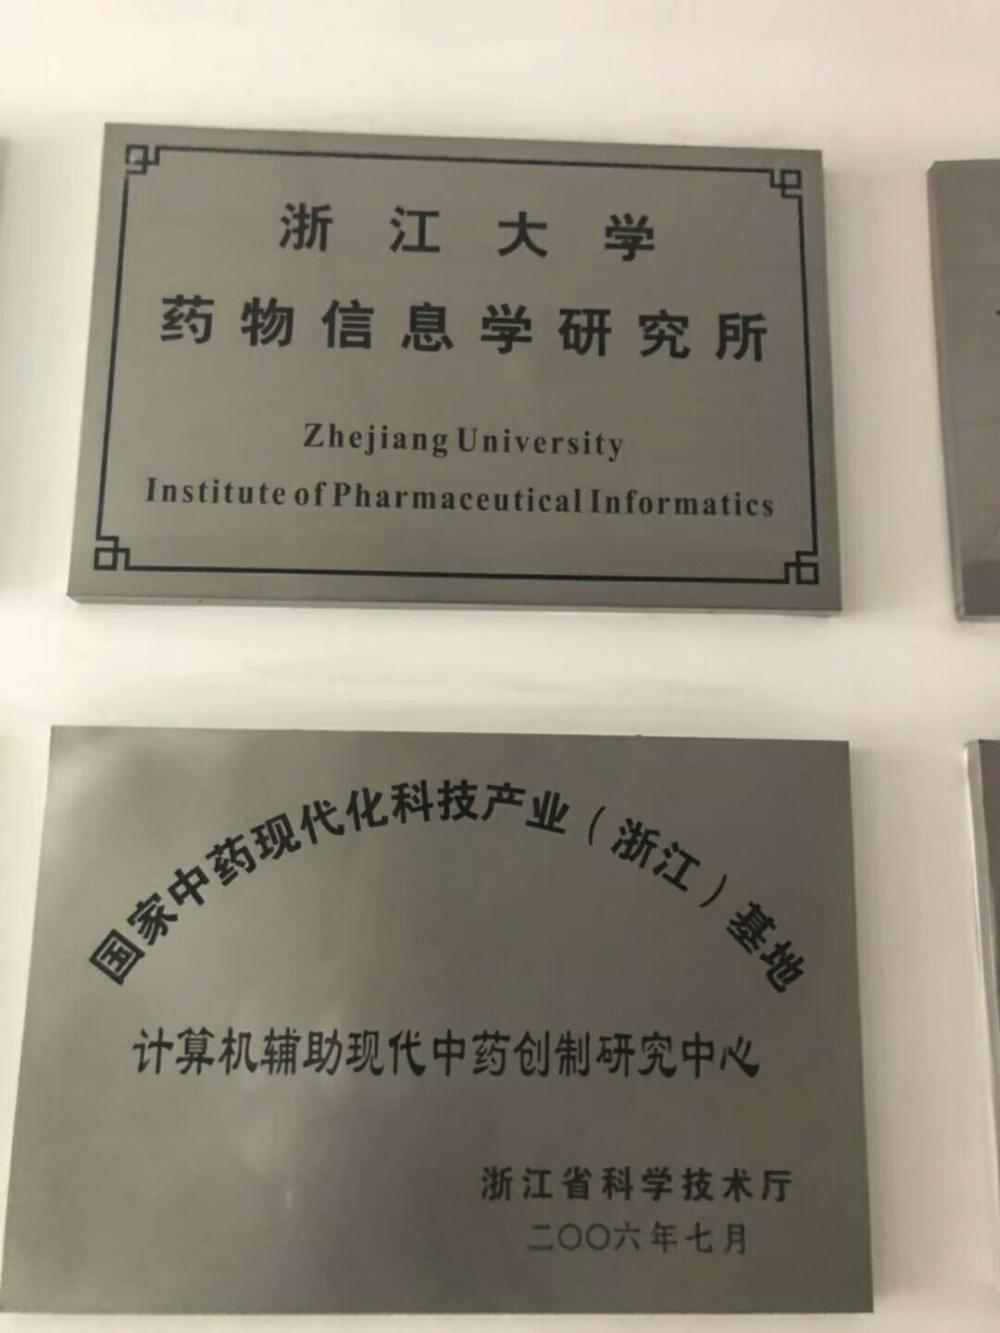 浙江大学
药物信息学研究所
Zhejiang University
Institute of Pharmaceutical Informatics
国家中药现代化科技产业（浙江）基地
计算机辅助现代中药创制研究中心
浙江省科学技术厅
二〇〇六年七月